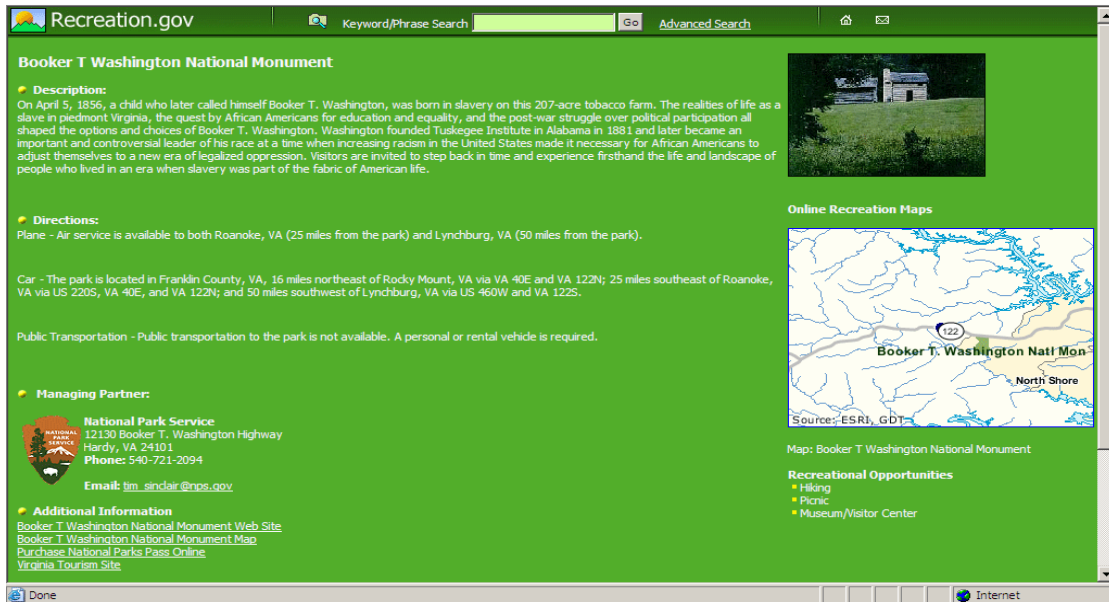 Recreation.gov
Keyword/Phrase Search
Go
Advanced Search
Booker T Washington National Monument
Description:
On April 5, 1856, a child who later called himself Booker T. Washington, was born in slavery on this 207-acre tobacco farm. The realities of life as a
slave in piedmont Virginia, the quest by African Americans for education and equality, and the post-war struggle over political participation all
shaped the options and choices of Booker T. Washington. Washington founded Tuskegee Institute in Alabama in 1881 and later became an
important and controversial leader of his race at a time when increasing racism in the United States made it necessary for African Americans to
adjust themselves to a new era of legalized oppression. Visitors are invited to step back in time and experience firsthand the life and landscape of
people who lived in an era when slavery was part of the fabric of American life.
Directions:
Plane - Air service is available to both Roanoke, VA (25 miles from the park) and Lynchburg, VA (50 miles from the park).
Car - The park is located in Franklin County, VA, 16 miles northeast of Rocky Mount, VA via VA 40E and VA 122N; 25 miles southeast of Roanoke,
VA via US 220S, VA 40E, and VA 122N; and 50 miles southwest of Lynchburg, VA via US 460W and VA 122S.
Public Transportation - Public transportation to the park is not available. A personal or rental vehicle is required.
Managing Partner:
NATIONAL
PARK
SERVICE
National Park Service
12130 Booker T. Washington Highway
Hardy, VA 24101
Phone: 540-721-2094
Email: tim_sinclair@nps.gov
Additional Information
Booker T Washington National Monument Web Site
Booker T Washington National Monument Map
Purchase National Parks Pass Online
Virginia Tourism Site
Online Recreation Maps
122
Booker T. Washington Natl Mon
North Shore
Source: ESRI, GDT
Map: Booker T Washington National Monument
Recreational Opportunities
Hiking
Picnic
Museum/Visitor Center
Done
Internet